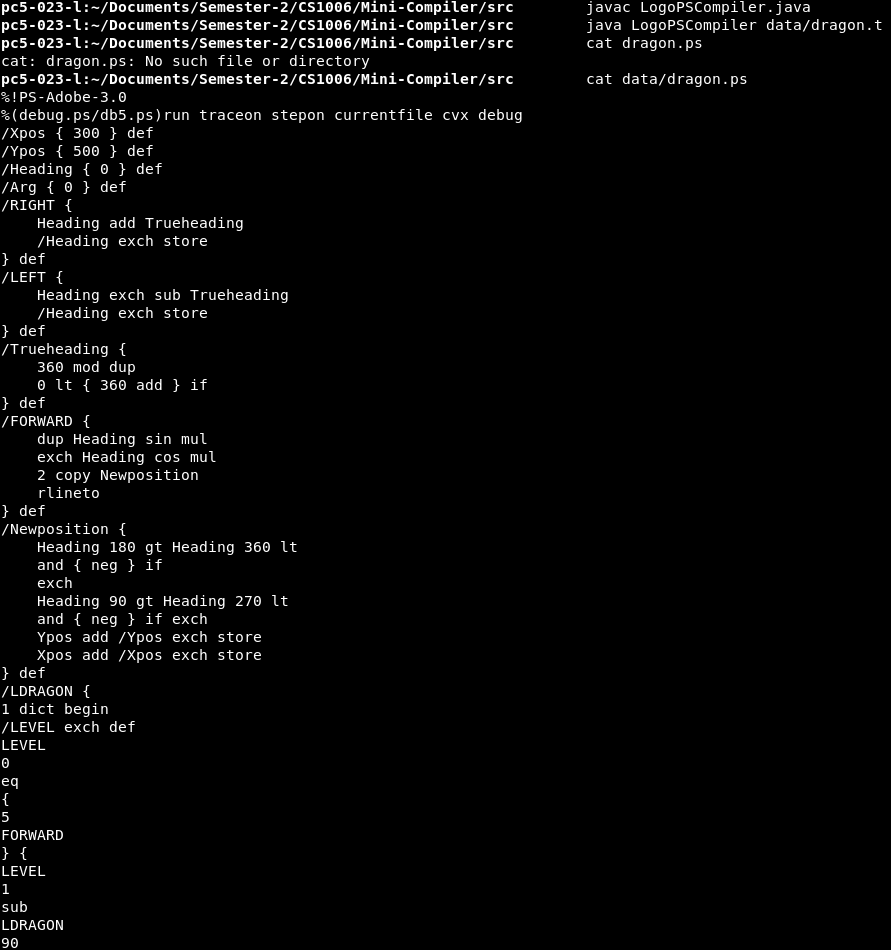 pc5-023-l:~/Documents/Semester-2/CS1006/Mini-Compiler/src        javac LogoPSCompiler.java
pc5-023-l:~/Documents/Semester-2/CS1006/Mini-Compiler/src        java LogoPSCompiler data/dragon.t
pc5-023-l:~/Documents/Semester-2/CS1006/Mini-Compiler/src        cat dragon.ps
cat: dragon.ps: No such file or directory
pc5-023-l:~/Documents/Semester-2/CS1006/Mini-Compiler/src        cat data/dragon.ps
%!PS-Adobe-3.0
%(debug.ps/db5.ps)run traceon stepon currentfile cvx debug
/Xpos { 300 } def
/Ypos { 500 } def
/Heading { 0 } def
/Arg { 0 } def
/RIGHT {
    Heading add Trueheading
    /Heading exch store
} def
/LEFT {
    Heading exch sub Trueheading
    /Heading exch store
} def
/Trueheading {
    360 mod dup
    0 lt { 360 add } if
} def
/FORWARD {
    dup Heading sin mul
    exch Heading cos mul
    2 copy Newposition
    rlineto
} def
/Newposition {
    Heading 180 gt Heading 360 lt
    and { neg } if
    exch
    Heading 90 gt Heading 270 lt
    and { neg } if exch
    Ypos add /Ypos exch store
    Xpos add /Xpos exch store
} def
/LDRAGON {
1 dict begin
/LEVEL exch def
LEVEL
0
eq
{
5
FORWARD
} {
LEVEL
1
sub
LDRAGON
90